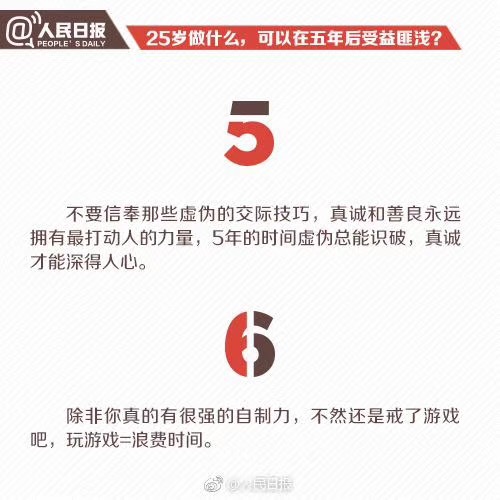 @人民日报
PEOPLE'S DAILY
25岁做什么，可以在五年后受益匪浅？
5
不要信奉那些虚伪的交际技巧，真诚和善良永远
拥有最打动人的力量，5年的时间虚伪总能识破，真诚
才能深得人心。
6
除非你真的有很强的自制力，不然还是戒了游戏
吧，玩游戏=浪费时间。
@人民日报